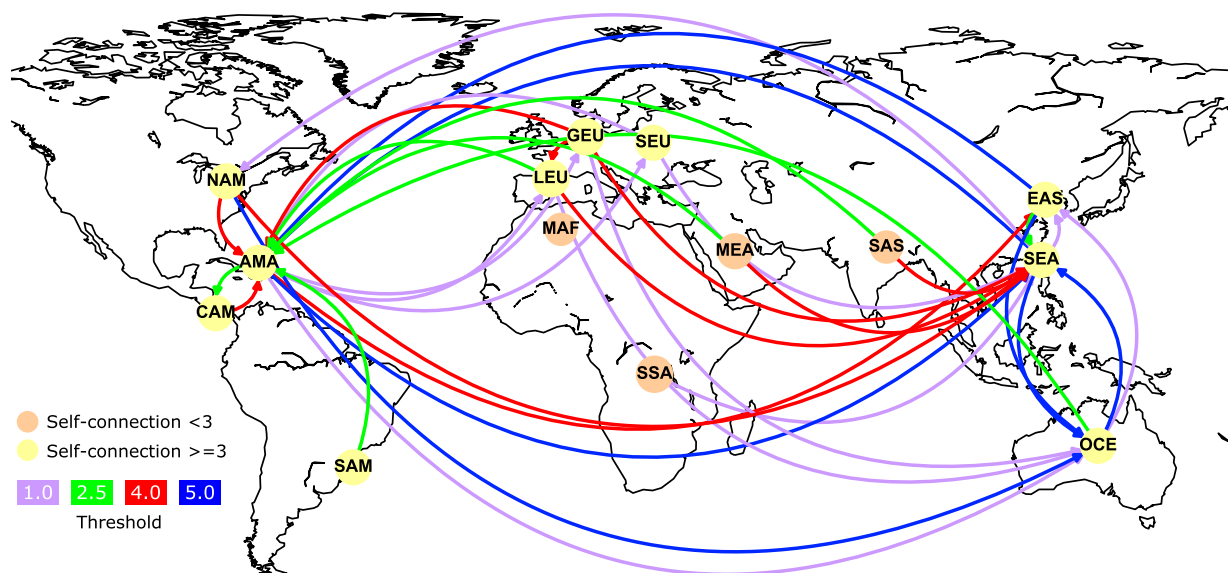 GEU
SEU
LEU
NAM
EAS
MAF
MEA
SAS
AMA
SEA
CAM
SSA
Self-connection <3
Self-connection >=3
OCE
SAM
1.0 2.5 4.0 5.0
Threshold